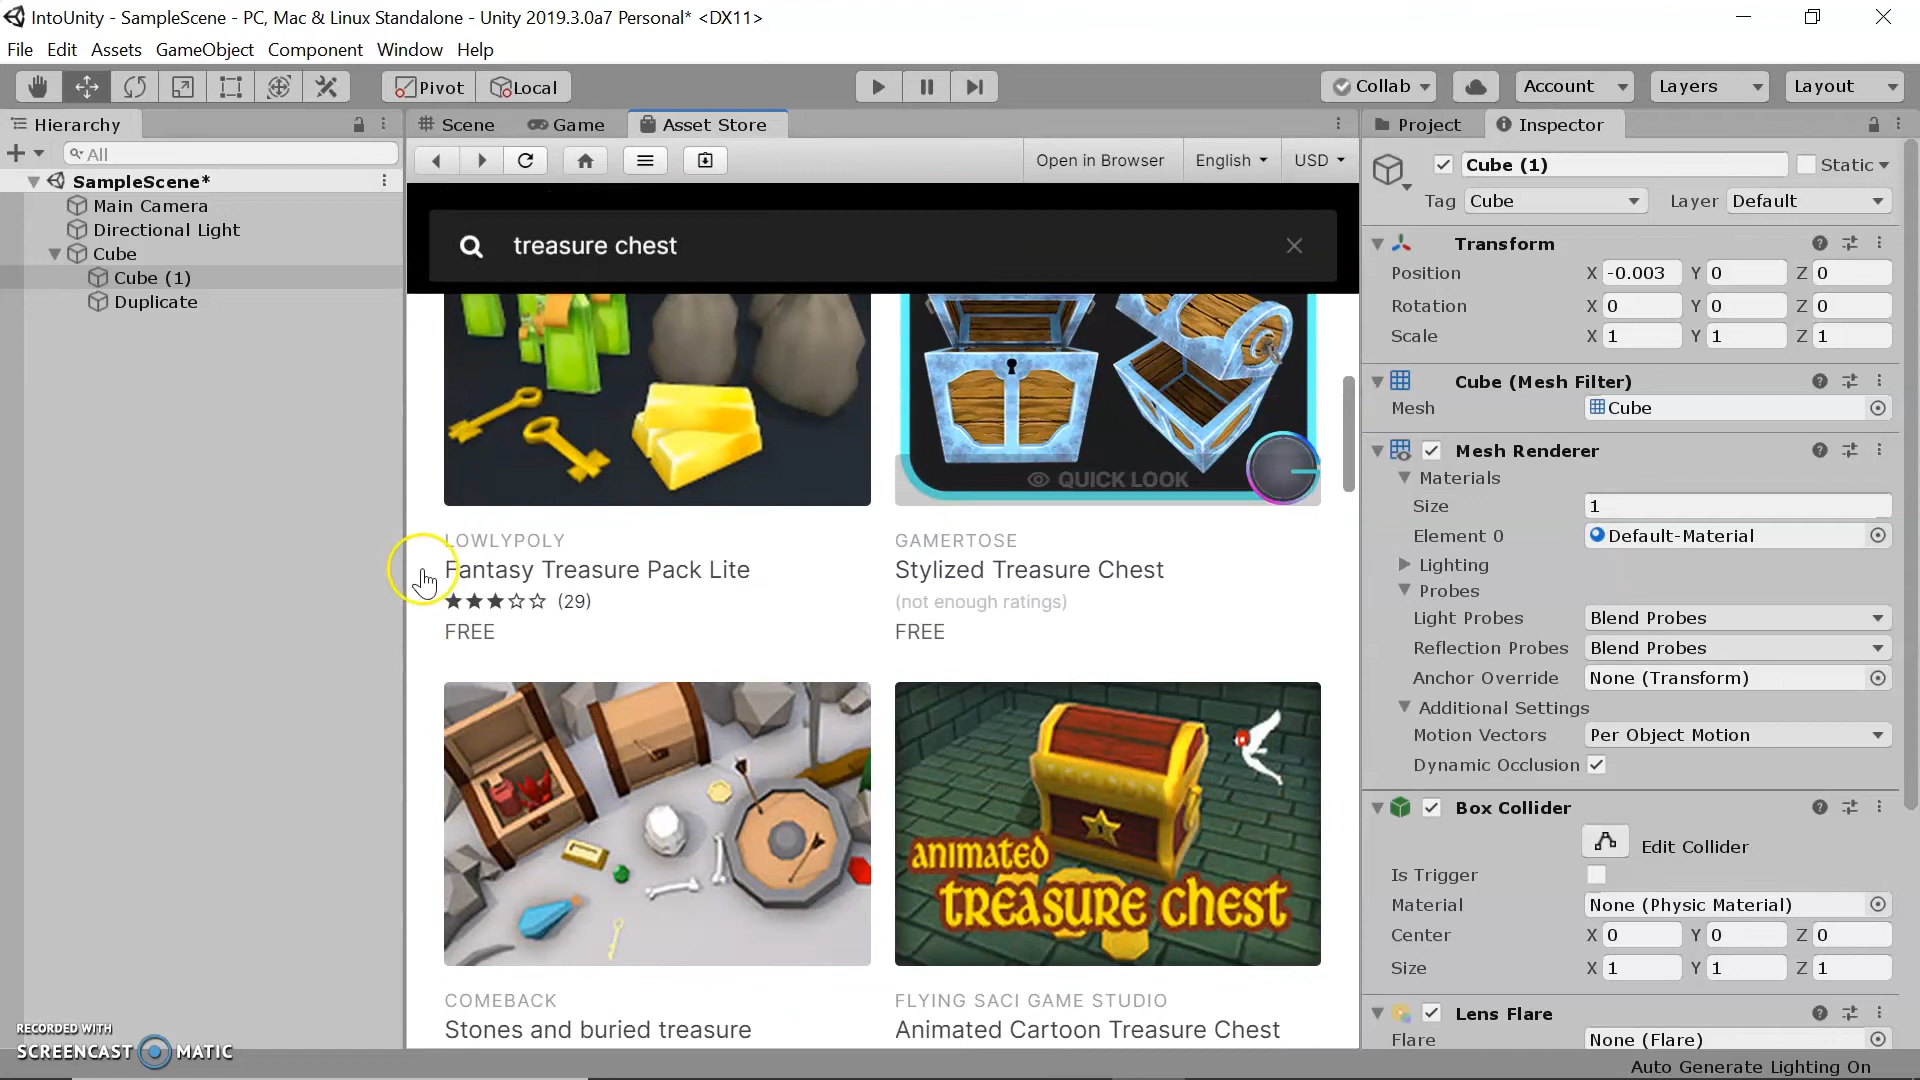 IntoUnity - SampleScene - PC, Mac & Linux Standalone - Unity 2019.3.0a7 Personal* <DX11>
File Edit Assets GameObject Component Window Help
Pivot Local Collab Account Layers Layout
Hierarchy
All
SampleScene*
Main Camera
Directional Light
Cube
Cube (1)
Duplicate
Scene Game Asset Store
Open in Browser English USD
treasure chest
QUICK LOOK
LOWLYPOLY
Fantasy Treasure Pack Lite
(29)
FREE
GAMERTOSE
Stylized Treasure Chest
(not enough ratings)
FREE
animated
treasure chest
COMEBACK
Stones and buried treasure
FLYING SACI GAME STUDIO
Animated Cartoon Treasure Chest
Project Inspector
Cube (1) Static
Tag Cube Layer Default
Transform
Position X -0.003 Y 0 Z 0
Rotation X 0 Y 0 Z 0
Scale X 1 Y 1 Z 1
Cube (Mesh Filter)
Mesh Cube
Mesh Renderer
Materials
Size 1
Element 0 Default-Material
Lighting
Probes
Light Probes Blend Probes
Reflection Probes Blend Probes
Anchor Override None (Transform)
Additional Settings
Motion Vectors Per Object Motion
Dynamic Occlusion
Box Collider
Edit Collider
Is Trigger
Material None (Physic Material)
Center X 0 Y 0 Z 0
Size X 1 Y 1 Z 1
Lens Flare
Flare None (Flare)
Auto Generate Lighting On
RECORDED WITH
SCREENCAST MATIC